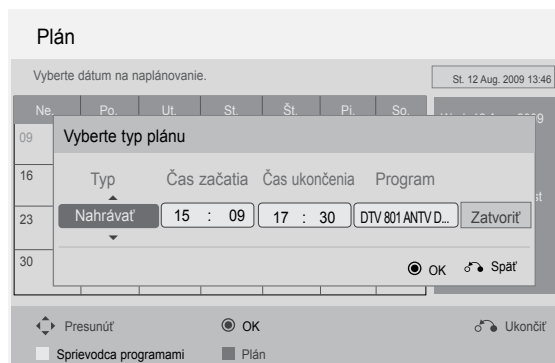 Plán
Vyberte dátum na naplánovanie.
St. 12 Aug. 2009 13:46
Ne. Po. Ut. St. Št. Pi. So.
09
Vyberte typ plánu
16
Typ Čas začatia Čas ukončenia Program
23
Nahrávať 15 : 09 17 : 30 DTV 801 ANTV D... Zatvoriť
30
OK Späť
Presunúť OK Ukončiť
Sprievodca programami Plán